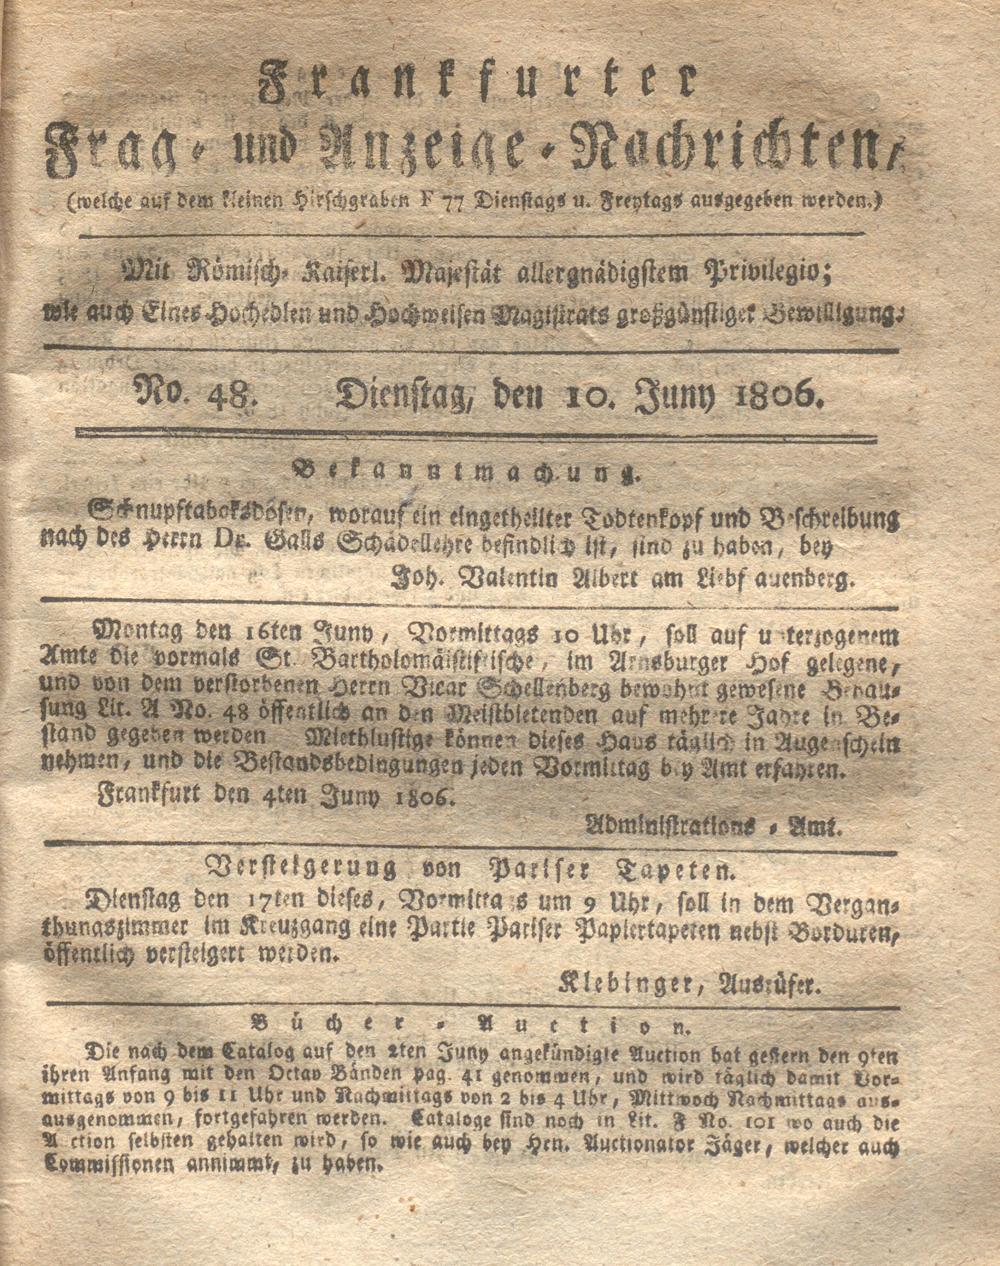 Frankfurter
Frag- und Anzeige-Nachrichten,
(welche auf dem kleinen Hirschgraben F 77 Dienstags u. Freytags ausgegeben werden.)
Mit Römisch-Kaiserl. Majestät allergnädigstem Privilegio;
wie auch Eines Hochedlen und Hochweisen Magistrats großgünstiger Bewilligung.
No. 48. Dienstag, den 10. Juny 1806.
Bekanntmachung.
Schnupftabaksdosen, worauf ein eingetheilter Todtenkopf und Beschreibung
nach des Herrn Dr. Galls Schädellehre befindlich ist, sind zu haben, bey
Joh. Valentin Albert am Liebfrauenberg.
Montag den 16ten Juny, Vormittags 10 Uhr, soll auf unterzogenem
Amte die vormals St. Bartholomäistiftische, im Arnsburger Hof gelegene,
und von dem verstorbenen Herrn Vicar Schellenberg bewohnt gewesene Behau-
sung Lit. A No. 48 öffentlich an den Meistbietenden auf mehrere Jahre in Be-
stand gegeben werden Miethlustige können dieses Haus täglich in Augenschein
nehmen, und die Bestandsbedingungen jeden Vormittag bey Amt erfahren.
Frankfurt den 4ten Juny 1806.
Administrations-Amt.
Versteigerung von Pariser Tapeten.
Dienstag den 17ten dieses, Vormittags um 9 Uhr, soll in dem Vergan-
thungszimmer im Kreuzgang eine Partie Pariser Papiertapeten nebst Borduren,
öffentlich versteigert werden.
Klebinger, Ausrüfer.
Bücher-Auction.
Die nach dem Catalog auf den 2ten Juny angekündigte Auction hat gestern den 9ten
ihren Anfang mit den Octav Bänden pag. 41 genommen, und wird täglich damit Vor-
mittags von 9 bis 11 Uhr und Nachmittags von 2 bis 4 Uhr, Mittwoch Nachmittags aus-
ausgenommen, fortgefahren werden. Cataloge sind noch in Lit. F No. 101 wo auch die
Auction selbsten gehalten wird, so wie auch bey Hrn. Auctionator Jäger, welcher auch
Commissionen annimmt, zu haben.